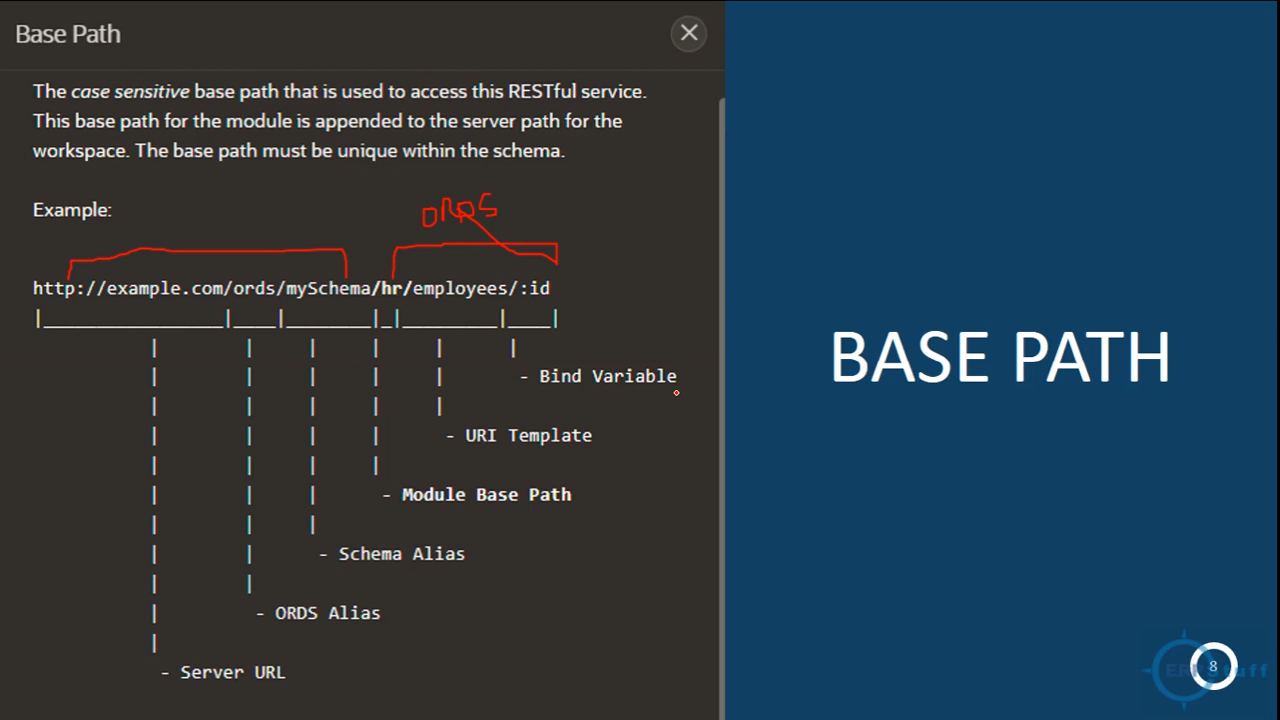 Base Path
The case sensitive base path that is used to access this RESTful service.
This base path for the module is appended to the server path for the
workspace. The base path must be unique within the schema.
Example:
ORDS
http://example.com/ords/mySchema/hr/employees/:id
- Bind Variable
- URI Template
- Module Base Path
- Schema Alias
- ORDS Alias
- Server URL
BASE PATH
8
ERP Stuff